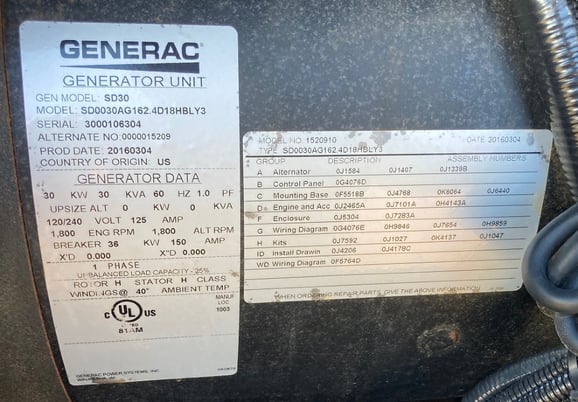 GENERAC
GENERATOR UNIT
GEN MODEL: SD30
MODEL: SD0030AG162.4D18HBLY3
SERIAL: 3000106304
ALTERNATE NO: 0000015209
PROD DATE: 20160304
COUNTRY OF ORIGIN: US
GENERATOR DATA
30 KW 30 KVA 60 HZ 1.0 PF
UPSIZE ALT 0 KW 0 KVA
120/240 VOLT 125 AMP
1,800 ENG RPM 1,800 ALT RPM
BREAKER 36 KW 150 AMP
X'D 0.000 X"D 0.000
1 PHASE
UNBALANCED LOAD CAPACITY - 25%
ROTOR H STATOR H CLASS
WINDINGS@ 40° AMBIENT TEMP
MANUF
LOC:
1003
C UL US
81AM
GENERAC POWER SYSTEMS, INC.
MODEL NO 1520910 DATE 20160304
TYPE SD0030AG162.4D18HBLY3
GROUP DESCRIPTION ASSEMBLY NUMBERS
A Alternator 0J1584 0J1407 0J1339B
B Control Panel 0G4076D
C Mounting Base 0F5518B 0J4768 0K6064 0J6440
D Engine and Acc 0J2465A 0J7101A 0H4143A
F Enclosure 0J5304 0J7283A
G Wiring Diagram 0G4076E 0H9846 0J7654 0H9859
H Kits 0J7592 0J1027 0K4137 0J1047
ID Install Drawin 0J4206 0J4178C
WD Wiring Diagram 0F5764D
WHEN ORDERING REPAIR PARTS, GIVE THE ABOVE INFORMATION